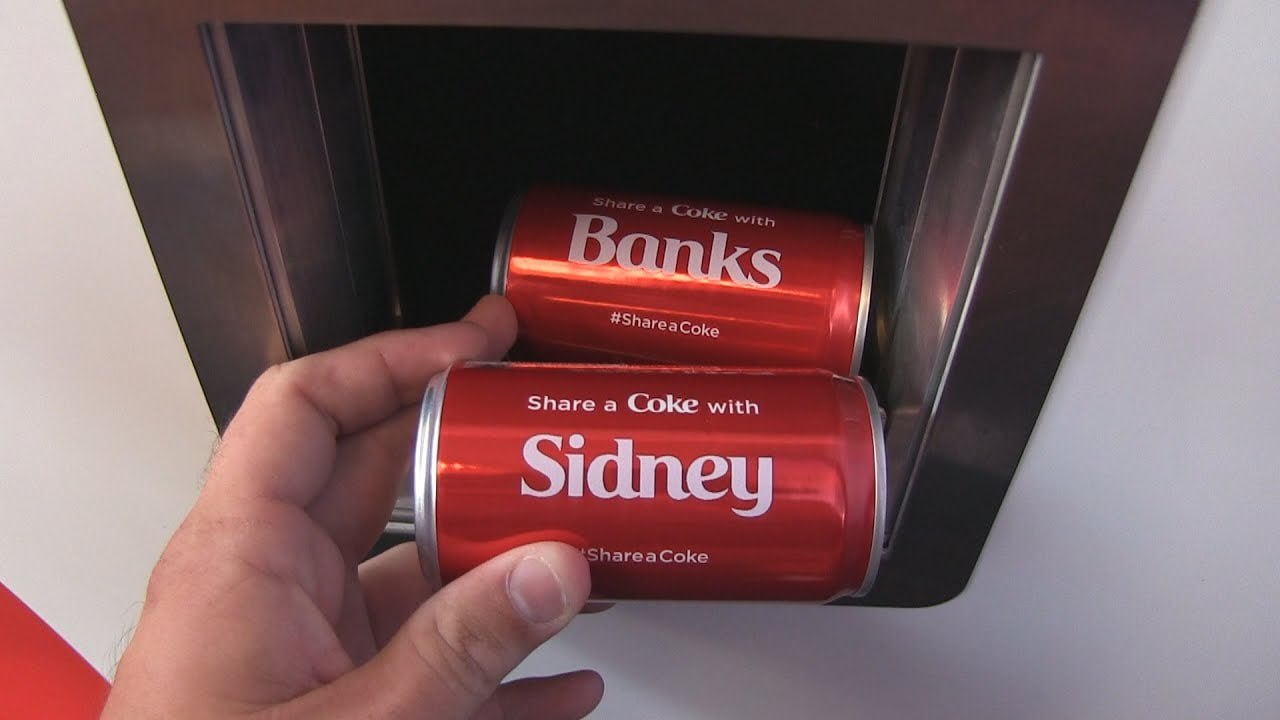 Share a Coke with
Banks
#ShareaCoke
Share a Coke with
Sidney
#ShareaCoke